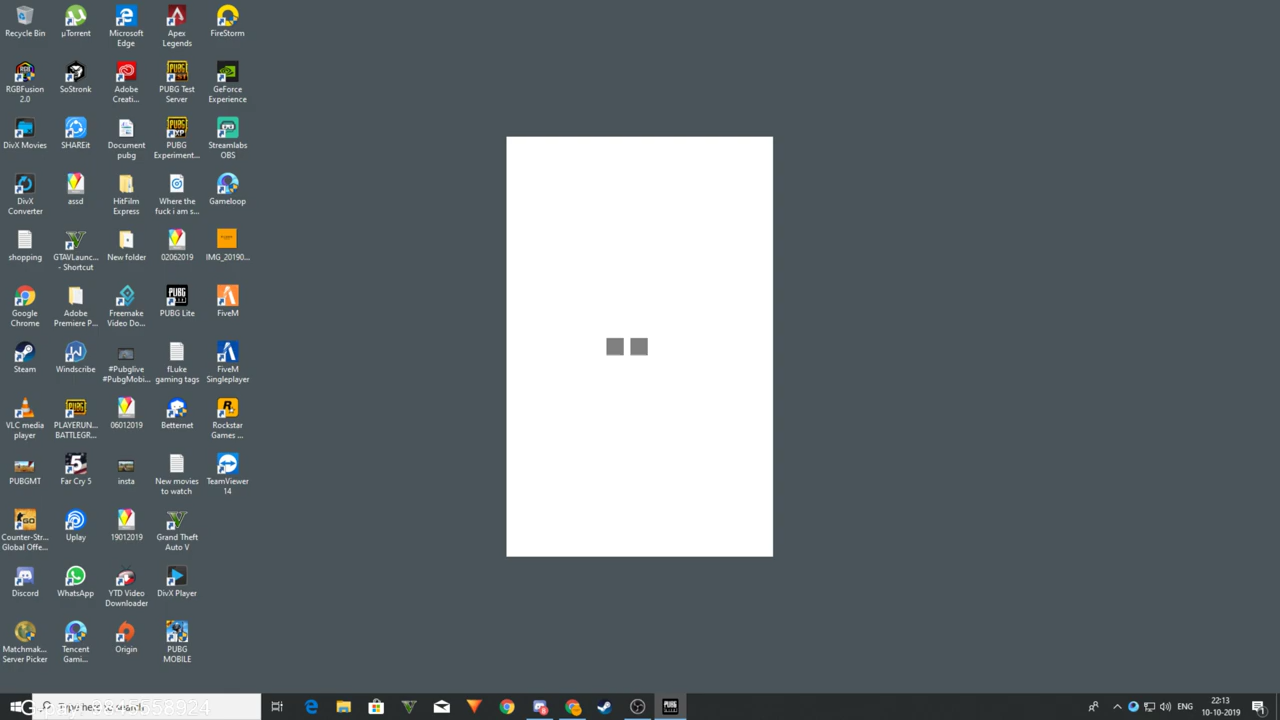 Recycle Bin
µTorrent
Microsoft
Edge
Apex
Legends
FireStorm
RGBFusion
2.0
SoStronk
Adobe
Creati...
PUBG Test
Server
GeForce
Experience
DivX Movies
SHAREit
Document
pubg
PUBG
Experiment...
Streamlabs
OBS
DivX
Converter
assd
HitFilm
Express
Where the
fuck i am s...
Gameloop
shopping
GTAVLaunc...
- Shortcut
New folder
02062019
IMG_20190...
Google
Chrome
Adobe
Premiere P...
Freemake
Video Do...
PUBG Lite
FiveM
Steam
Windscribe
#Pubglive
#PubgMobi...
fLuke
gaming tags
FiveM
Singleplayer
VLC media
player
PLAYERUN...
BATTLEGR...
06012019
Betternet
Rockstar
Games ...
PUBGMT
Far Cry 5
insta
New movies
to watch
TeamViewer
14
Counter-Str...
Global Offe...
Uplay
19012019
Grand Theft
Auto V
Discord
WhatsApp
YTD Video
Downloader
DivX Player
Matchmak...
Server Picker
Tencent
Gami...
Origin
PUBG
MOBILE
Type here to search
ENG
22:13
10-10-2019